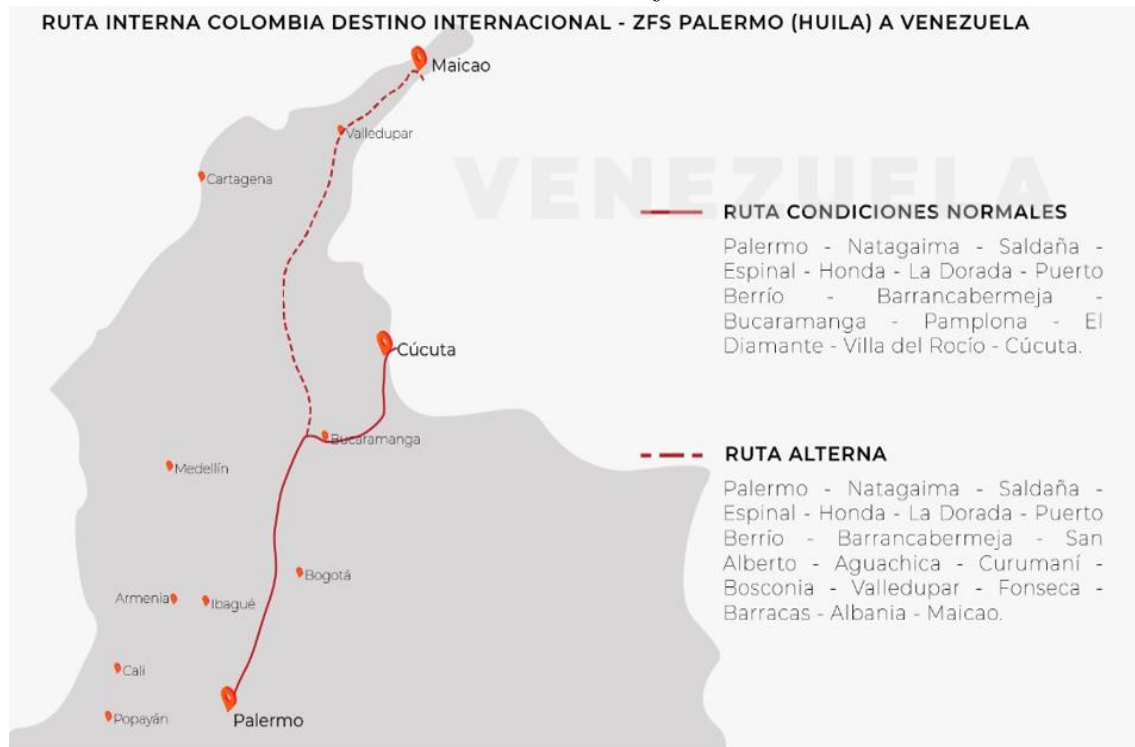 RUTA INTERNA COLOMBIA DESTINO INTERNACIONAL - ZFS PALERMO (HUILA) A VENEZUELA
Maicao
Valledupar
Cartagena
VENEZUELA
RUTA CONDICIONES NORMALES
Palermo - Natagaima - Saldaña -
Espinal - Honda - La Dorada - Puerto
Berrío - Barrancabermeja -
Bucaramanga - Pamplona - El
Diamante - Villa del Rocío - Cúcuta.
Cúcuta
Bucaramanga
Medellín
RUTA ALTERNA
Palermo - Natagaima - Saldaña -
Espinal - Honda - La Dorada - Puerto
Berrío - Barrancabermeja - San
Alberto - Aguachica - Curumaní -
Bosconia - Valledupar - Fonseca -
Barracas - Albania - Maicao.
Bogotá
Armenia
Ibagué
Cali
Popayán
Palermo